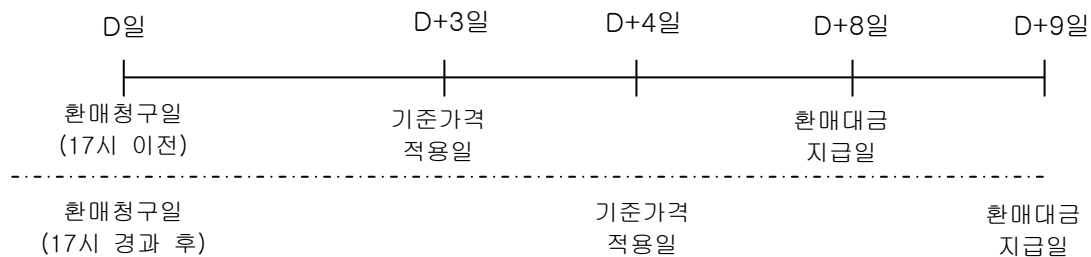 D일 D+3일 D+4일 D+8일 D+9일
환매청구일 기준가격 환매대금
(17시 이전) 적용일 지급일
환매청구일 기준가격 환매대금
(17시 경과 후) 적용일 지급일